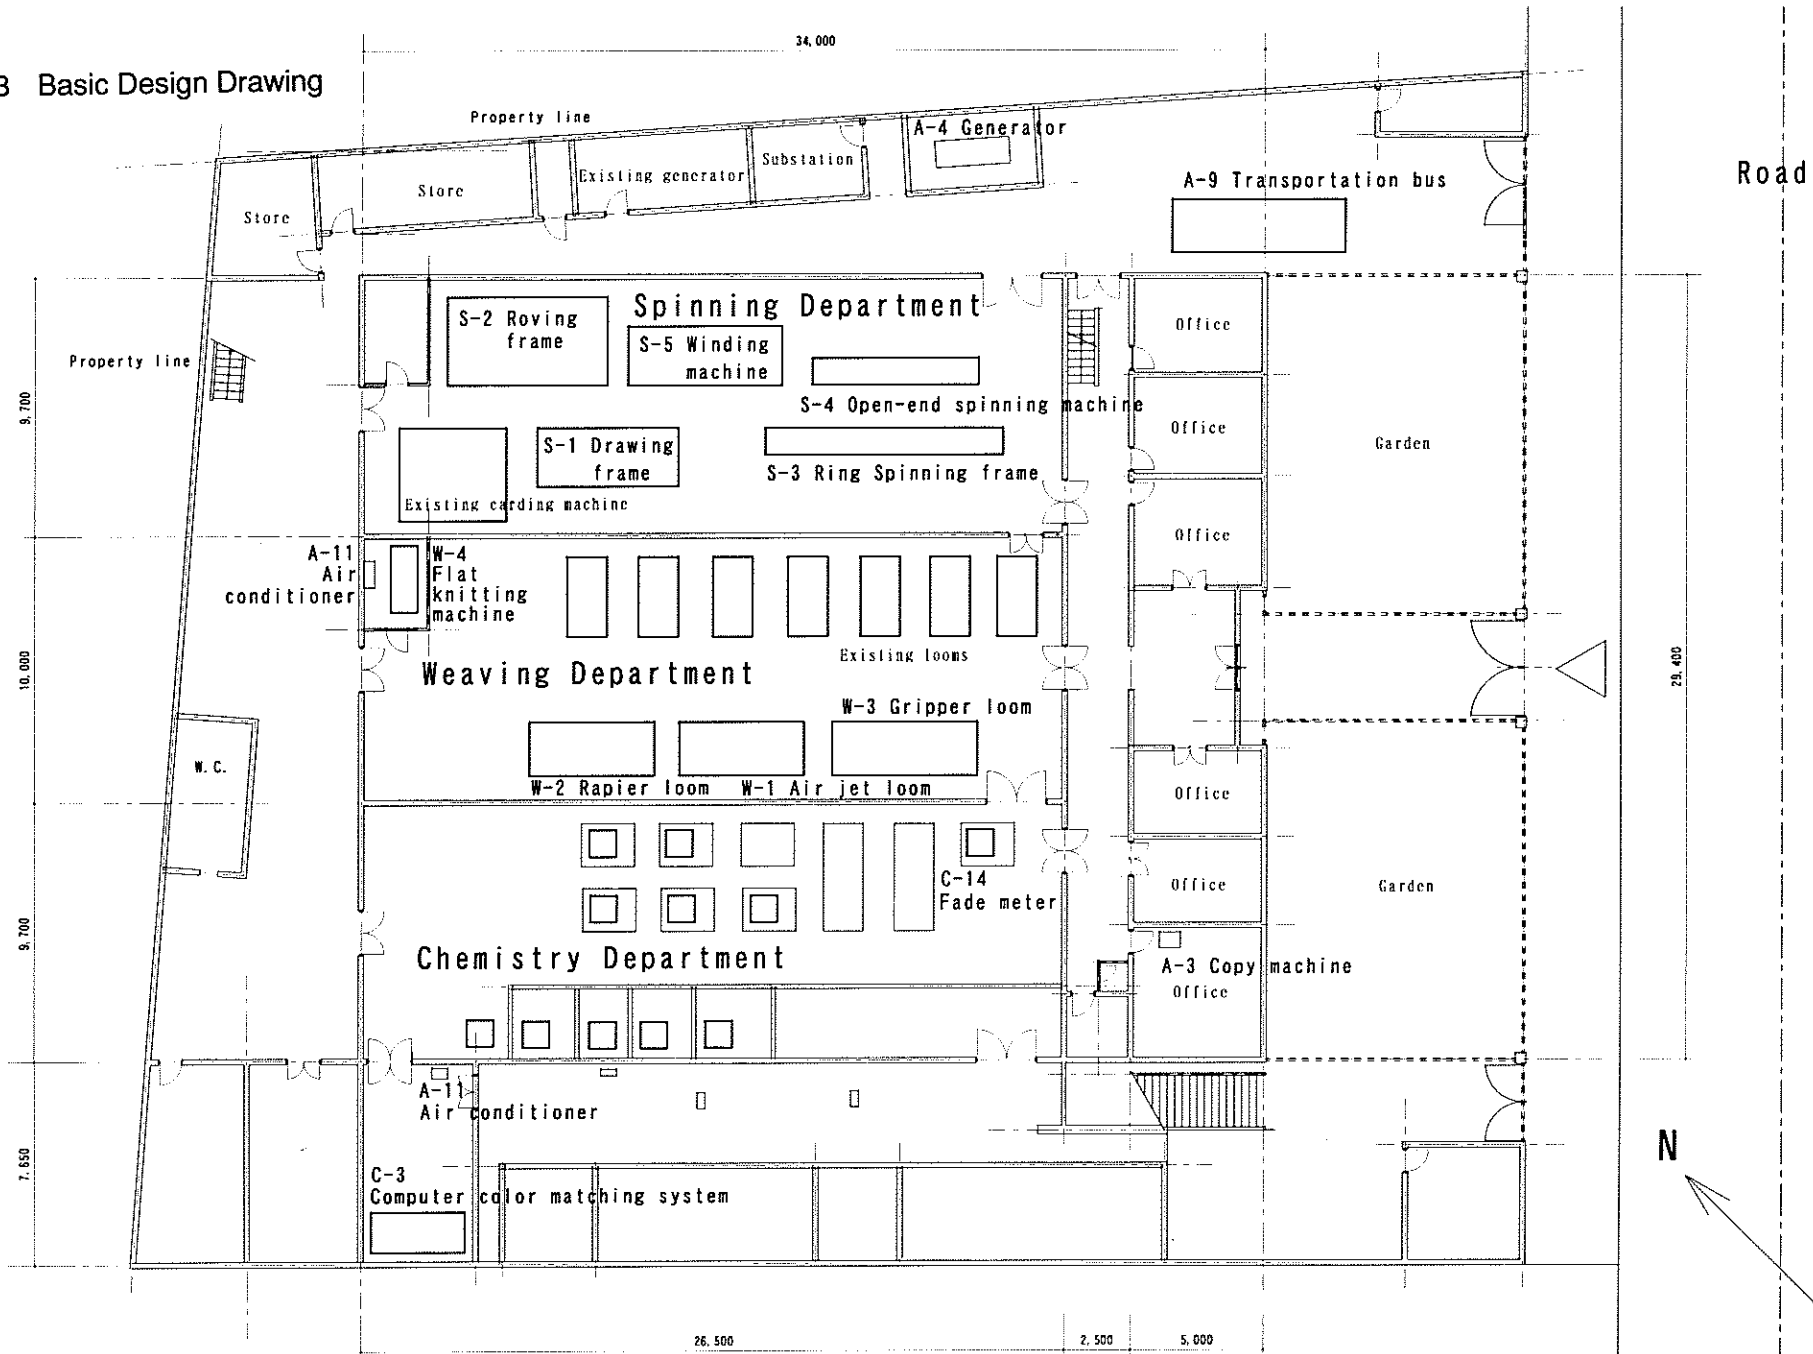 34,000
3 Basic Design Drawing
Property line
A-4 Generator
Substation
Existing generator
Store
Store
A-9 Transportation bus
Road
Spinning Department
S-2 Roving
frame
S-5 Winding
machine
S-4 Open-end spinning machine
Office
Property line
9,700
Office
Garden
S-1 Drawing
frame
S-3 Ring Spinning frame
Existing carding machine
Office
A-11
Air
conditioner
W-4
Flat
knitting
machine
Existing looms
10,000
Weaving Department
29,400
W-3 Gripper loom
W.C.
W-2 Rapier loom
W-1 Air jet loom
Office
C-14
Fade meter
Office
Garden
9,700
Chemistry Department
A-3 Copy machine
Office
A-11
Air conditioner
N
7,650
C-3
Computer color matching system
26,500
2,500
5,000